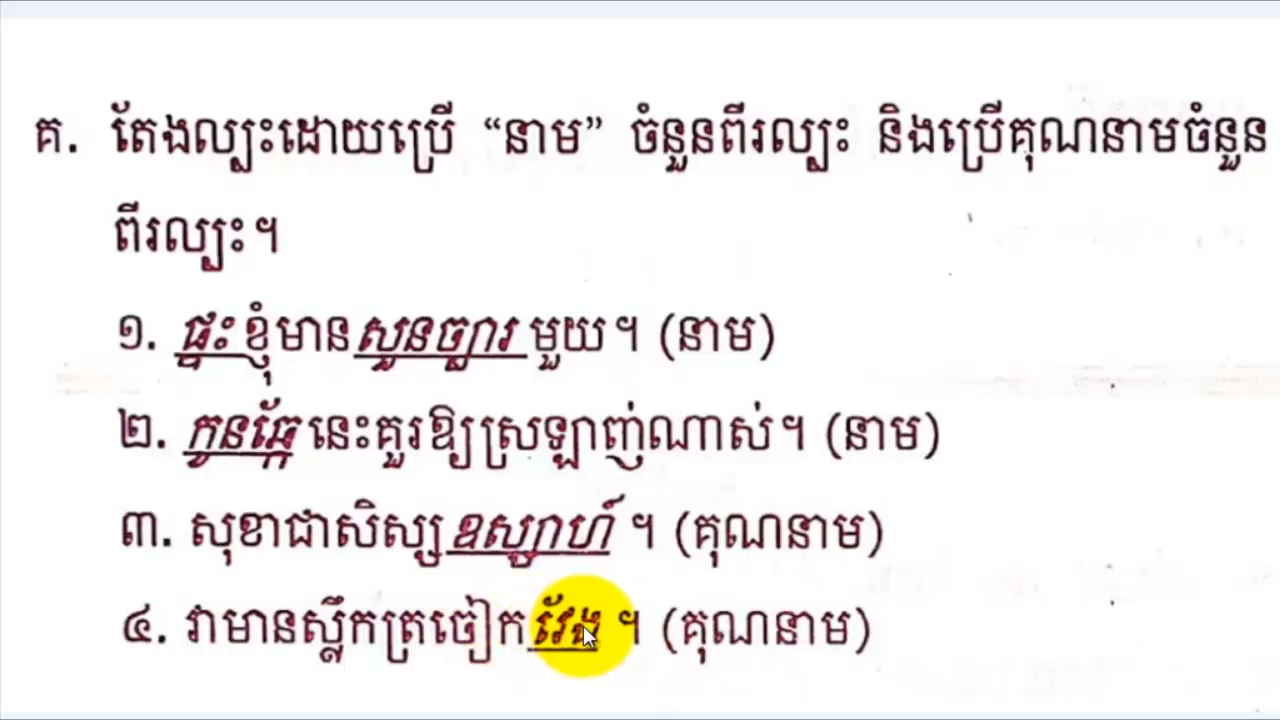 គ. តែងល្បះដោយប្រើ “នាម” ចំនួនពីរល្បះ និងប្រើគុណនាមចំនួន
ពីរល្បះ។
១. ផ្ទះ ខ្ញុំមាន សួនច្បារ មួយ។ (នាម)
២. កូនឆ្កែ នេះគួរឱ្យស្រឡាញ់ណាស់។ (នាម)
៣. សុខាជាសិស្ស ឧស្សាហ៍ ។ (គុណនាម)
៤. វាមានស្លឹកត្រចៀក វែង ។ (គុណនាម)